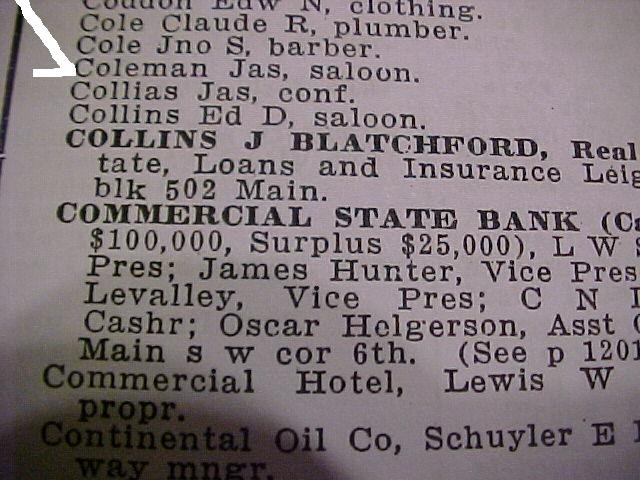 Edw N, clothing.
Cole Claude R, plumber.
Cole Jno S, barber.
Coleman Jas, saloon.
Collias Jas, conf.
Collins Ed D, saloon.
COLLINS J BLATCHFORD, Real
tate, Loans and Insurance Leig
blk 502 Main.
COMMERCIAL STATE BANK (Ca
$100,000, Surplus $25,000), L W S
Pres; James Hunter, Vice Pres
Levalley, Vice Pres; C N
Cashr; Oscar Helgerson, Asst
Main s w cor 6th. (See p 1201
Commercial Hotel, Lewis W
propr.
Continental Oil Co, Schuyler E
way mngr.